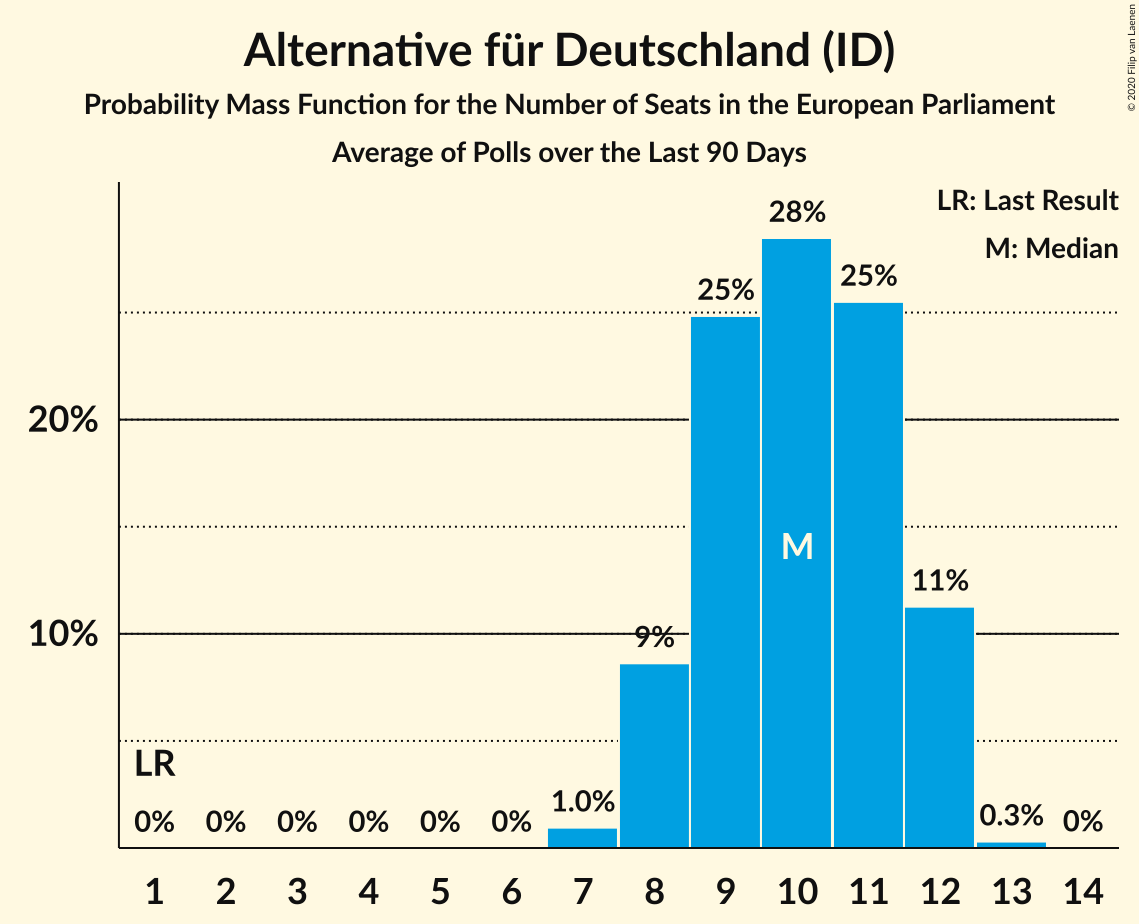 Alternative für Deutschland (ID)
Probability Mass Function for the Number of Seats in the European Parliament
Average of Polls over the Last 90 Days
© 2020 Filip van Laenen
LR: Last Result
M: Median
28%
25%
25%
20%
M
11%
10%
9%
LR
0%
0%
0%
0%
0%
0%
1.0%
0.3%
0%
1 2 3 4 5 6 7 8 9 10 11 12 13 14